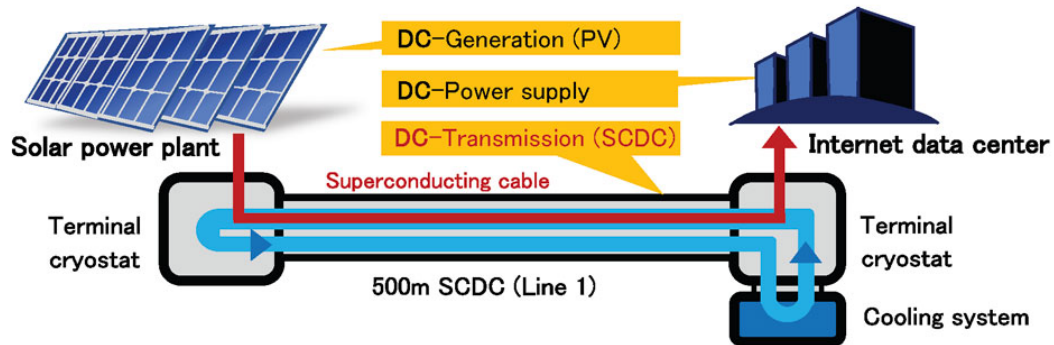 DC-Generation (PV)
DC-Power supply
DC-Transmission (SCDC)
Solar power plant
Internet data center
Superconducting cable
Terminal
cryostat
Terminal
cryostat
500m SCDC (Line 1)
Cooling system